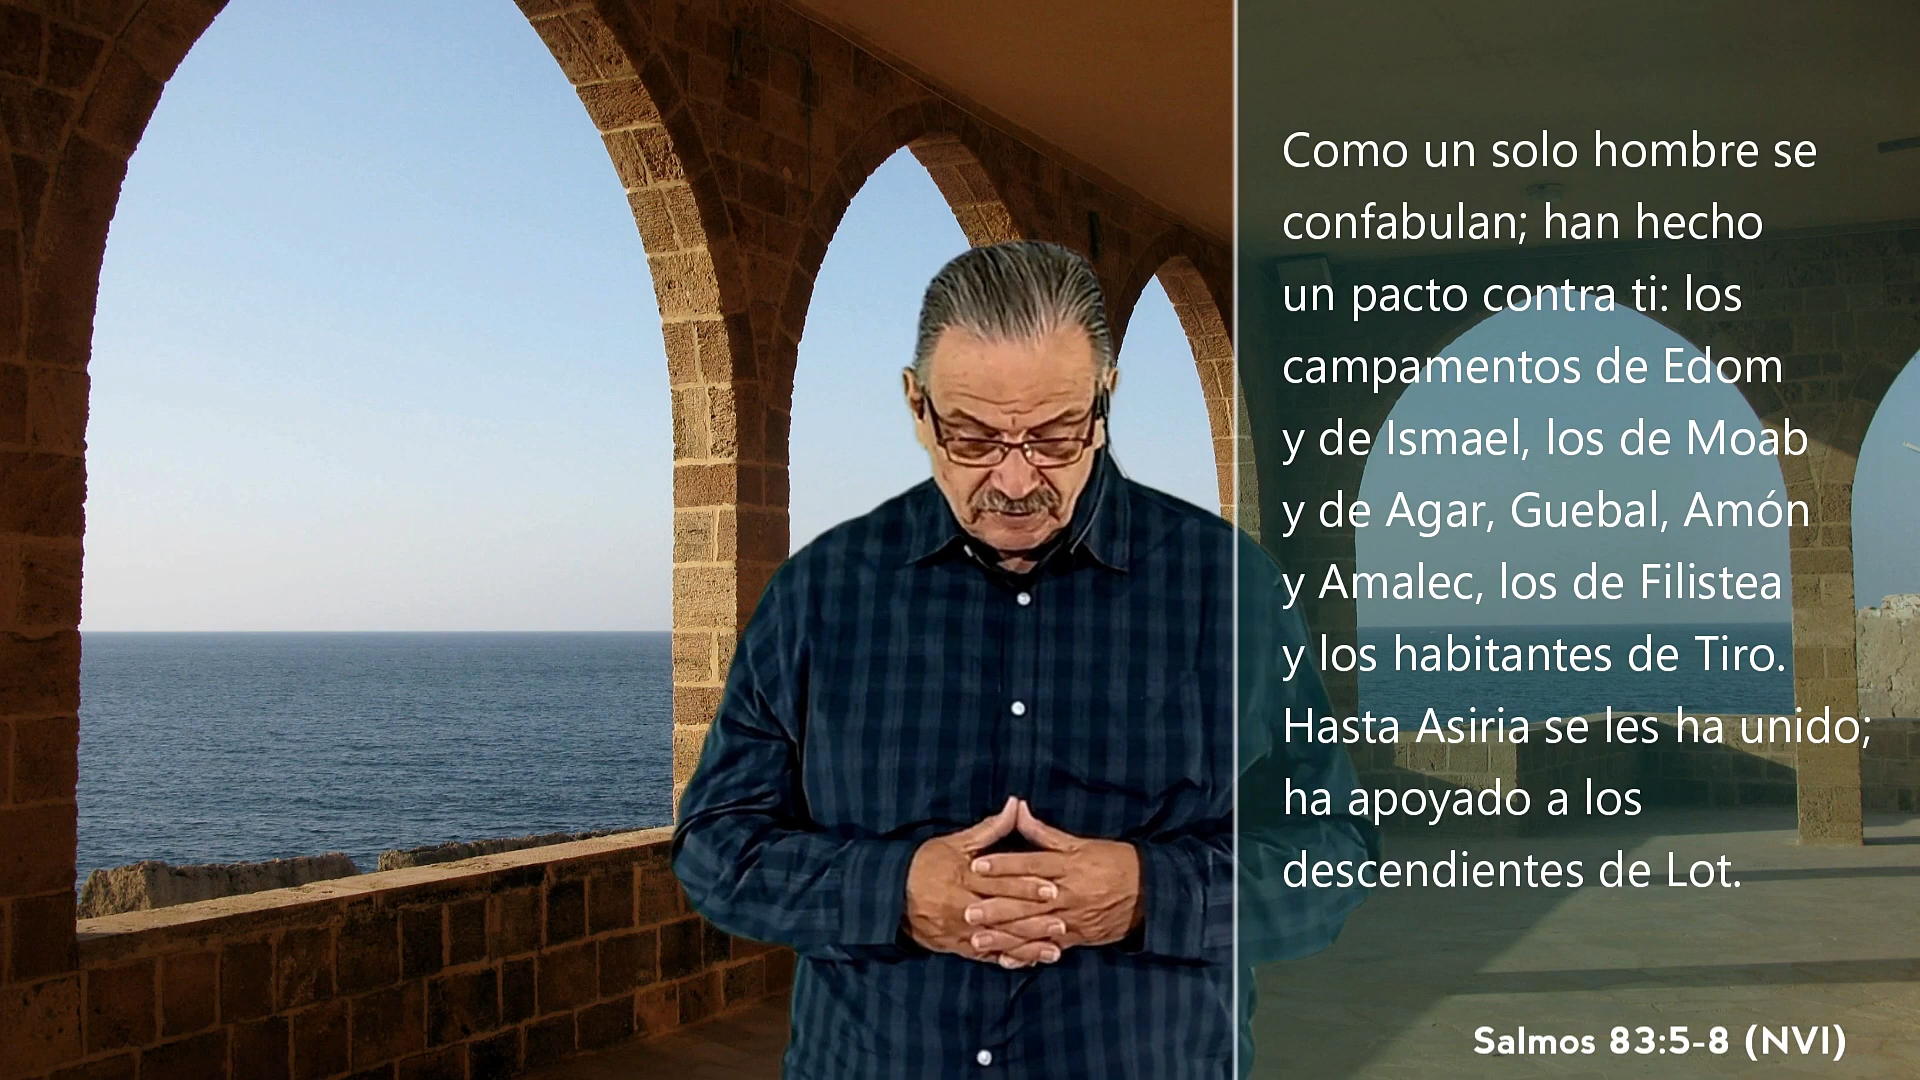 Como un solo hombre se
confabulan; han hecho
un pacto contra ti: los
campamentos de Edom
y de Ismael, los de Moab
y de Agar, Guebal, Amón
y Amalec, los de Filistea
y los habitantes de Tiro.
Hasta Asiria se les ha unido;
ha apoyado a los
descendientes de Lot.
Salmos 83:5-8 (NVI)